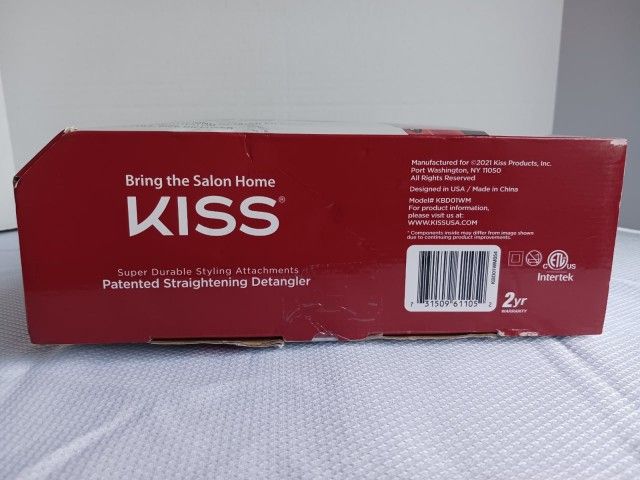 Bring the Salon Home
KISS®
Super Durable Styling Attachments
Patented Straightening Detangler
Manufactured for ©2021 Kiss Products, Inc.
Port Washington, NY 11050
All Rights Reserved
Designed in USA / Made in China
Model# KBD01WM
For product information,
please visit us at:
WWW.KISSUSA.COM
* Components inside may differ from image shown
due to continuing product improvements.
7 31509 61105 2
C ETL US
Intertek
2yr
WARRANTY